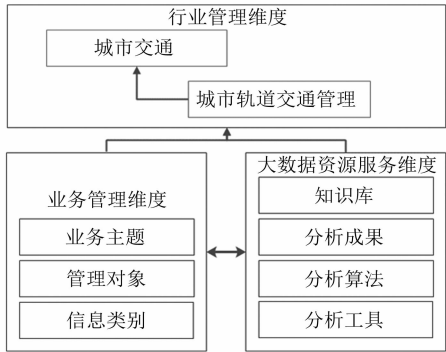 行业管理维度
城市交通
城市轨道交通管理
业务管理维度
业务主题
管理对象
信息类别
大数据资源服务维度
知识库
分析成果
分析算法
分析工具